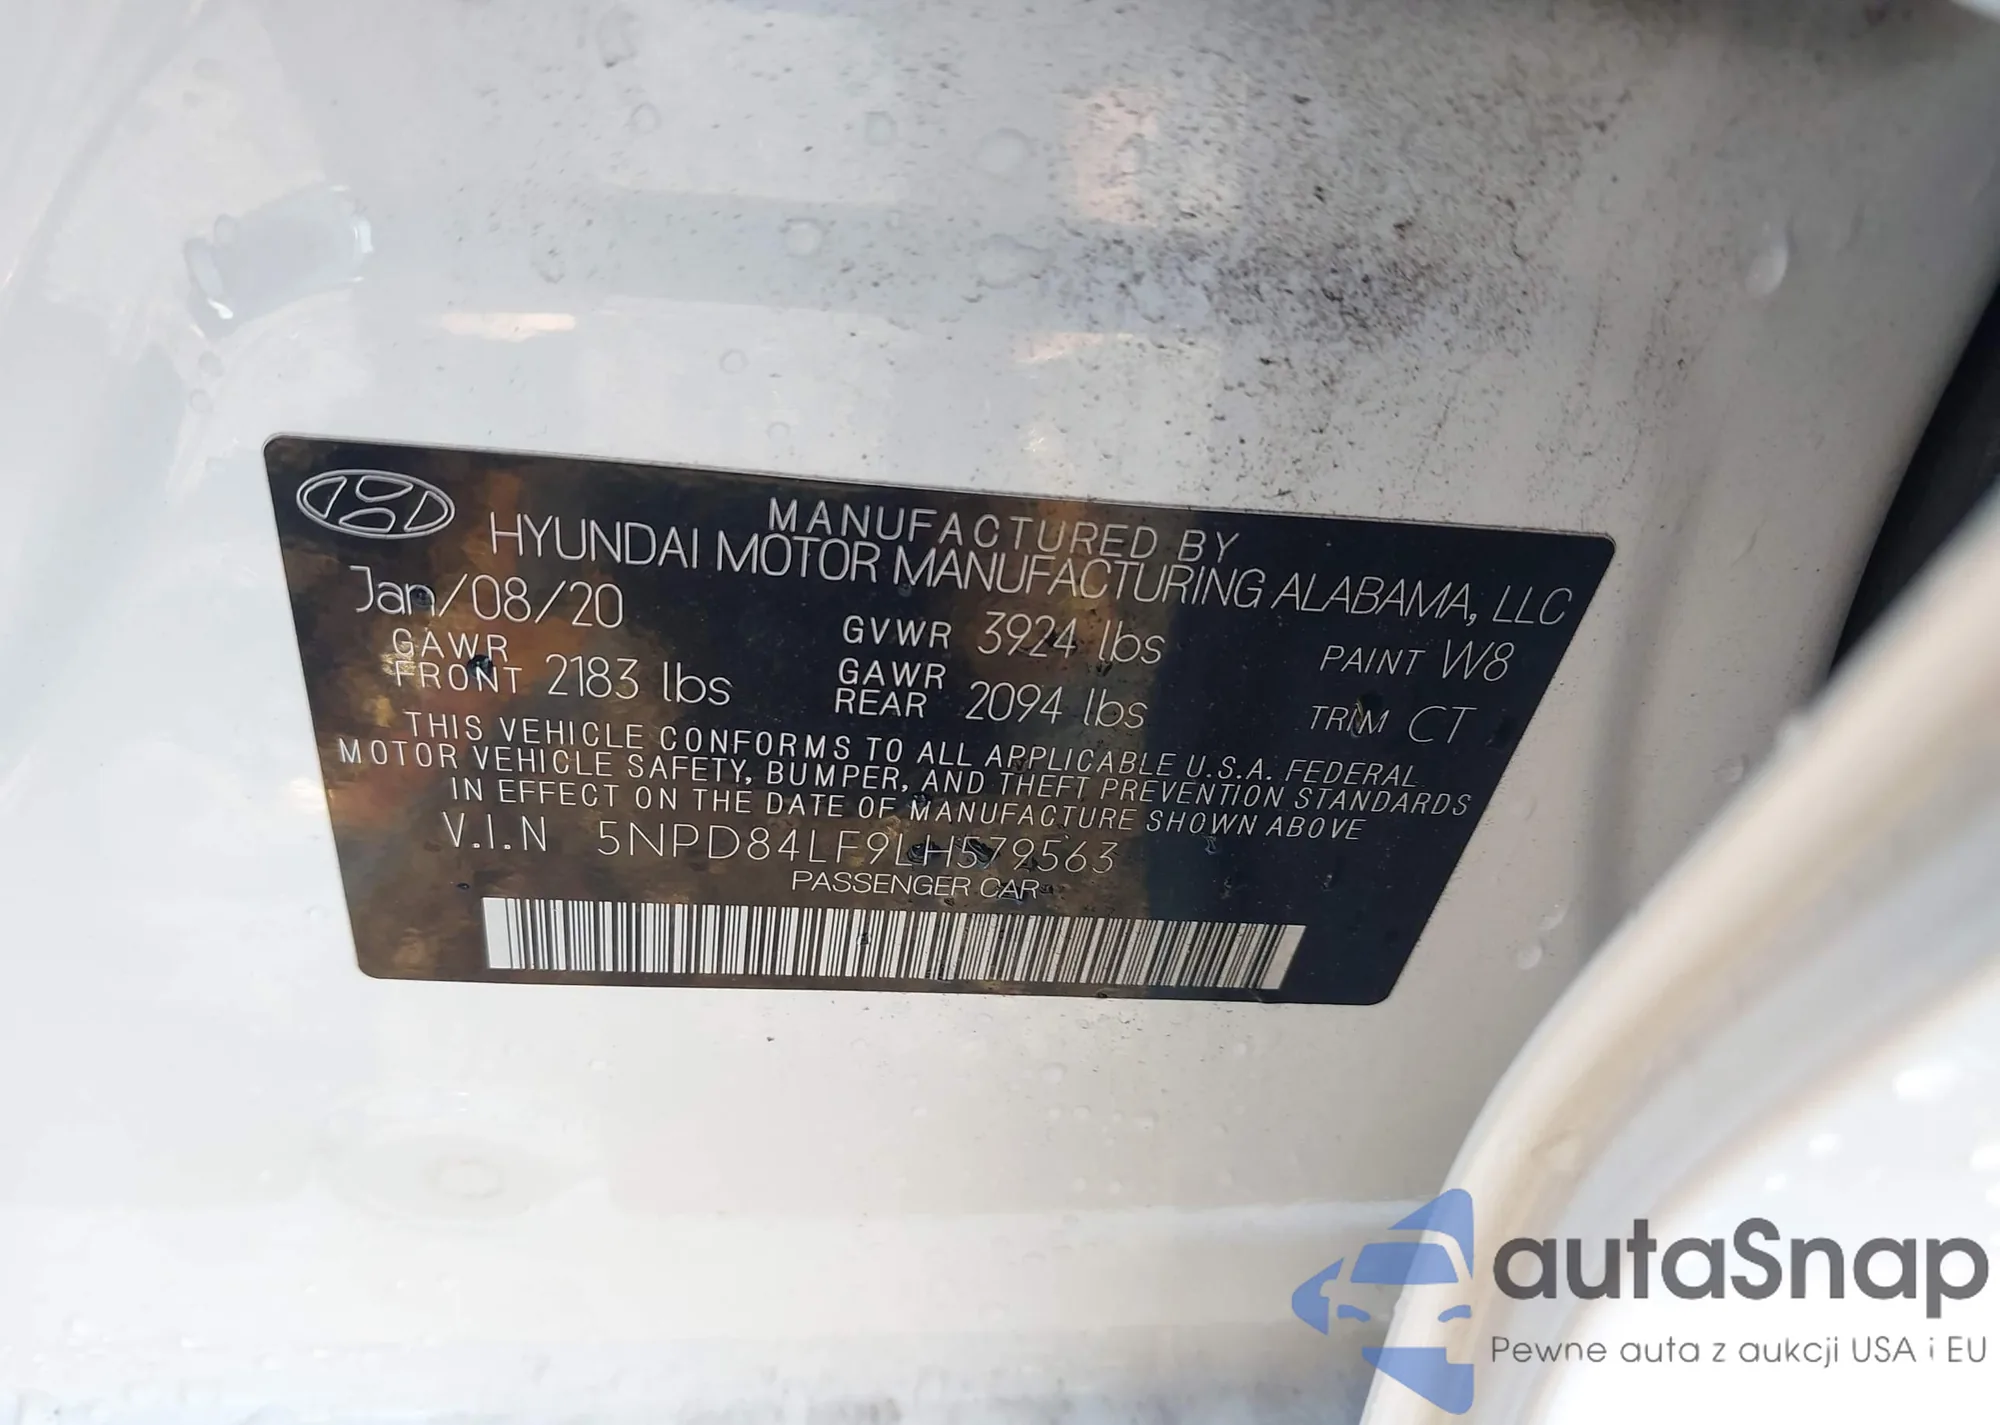 MANUFACTURED BY
HYUNDAI MOTOR MANUFACTURING ALABAMA, LLC
Jan/08/20
GVWR 3924 lbs
PAINT W8
GAWR
FRONT 2183 lbs
GAWR
REAR 2094 lbs
TRIM CT
THIS VEHICLE CONFORMS TO ALL APPLICABLE U.S.A. FEDERAL
MOTOR VEHICLE SAFETY, BUMPER, AND THEFT PREVENTION STANDARDS
IN EFFECT ON THE DATE OF MANUFACTURE SHOWN ABOVE
V.I.N 5NPD84LF9LH579563
PASSENGER CAR
autaSnap
Pewne auta z aukcji USA i EU